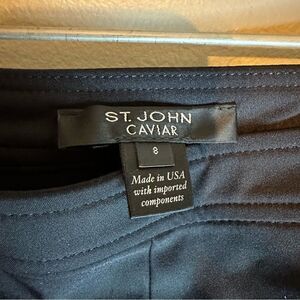 ST. JOHN
CAVIAR
8
Made in USA
with imported
components